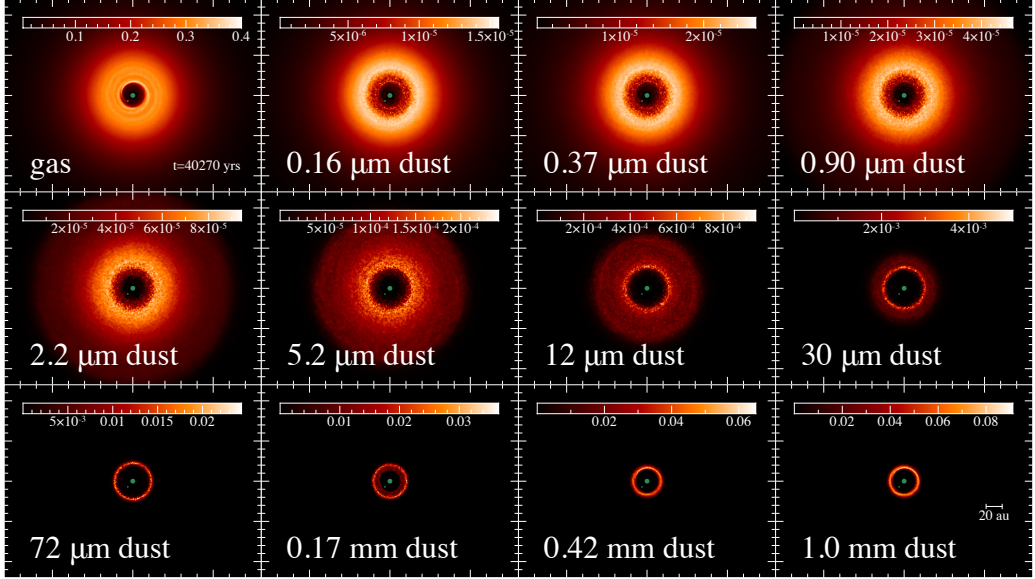 0.1 0.2 0.3 0.4
gas
t=40270 yrs
5×10⁻⁶ 1×10⁻⁵ 1.5×10⁻⁵
0.16 μm dust
1×10⁻⁵ 2×10⁻⁵
0.37 μm dust
1×10⁻⁵ 2×10⁻⁵ 3×10⁻⁵ 4×10⁻⁵
0.90 μm dust
2×10⁻⁵ 4×10⁻⁵ 6×10⁻⁵ 8×10⁻⁵
2.2 μm dust
5×10⁻⁵ 1×10⁻⁴ 1.5×10⁻⁴ 2×10⁻⁴
5.2 μm dust
2×10⁻⁴ 4×10⁻⁴ 6×10⁻⁴ 8×10⁻⁴
12 μm dust
2×10⁻³ 4×10⁻³
30 μm dust
5×10⁻³ 0.01 0.015 0.02
72 μm dust
0.01 0.02 0.03
0.17 mm dust
0.02 0.04 0.06
0.42 mm dust
0.02 0.04 0.06 0.08
20 au
1.0 mm dust